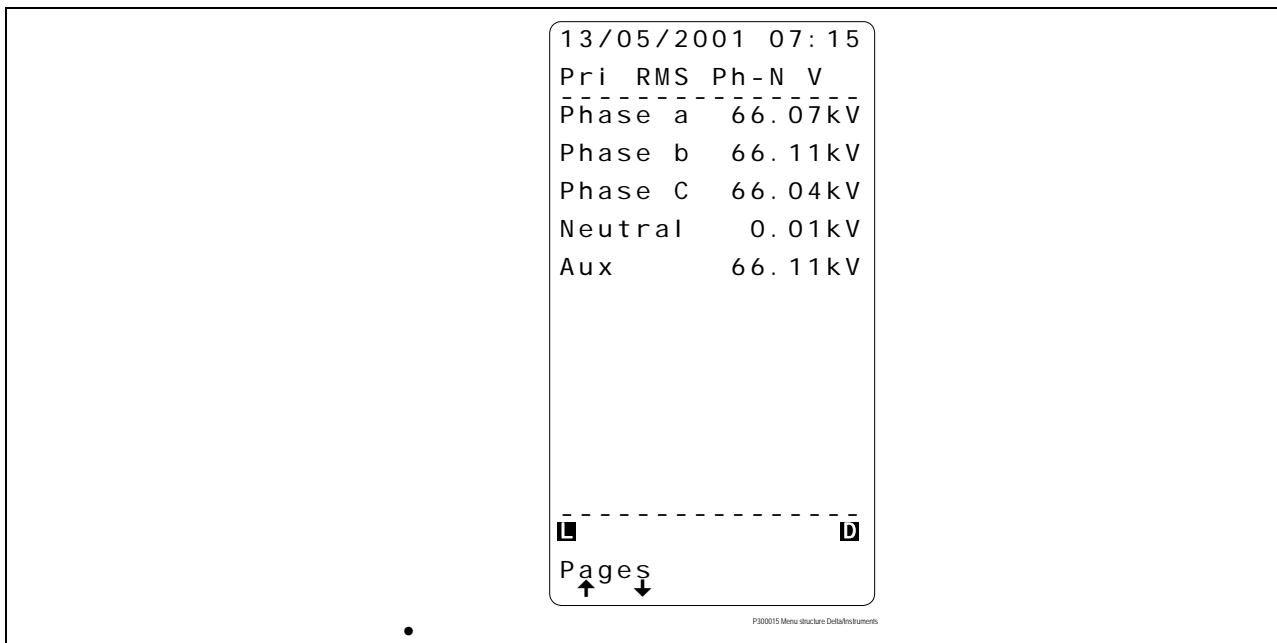 13/05/2001 07:15
Pri RMS Ph-N V
----------------
Phase a 66.07kV
Phase b 66.11kV
Phase C 66.04kV
Neutral 0.01kV
Aux 66.11kV
----------------
L D
Pages
↑ ↓
•
P300015 Menu structure Delta/Instruments